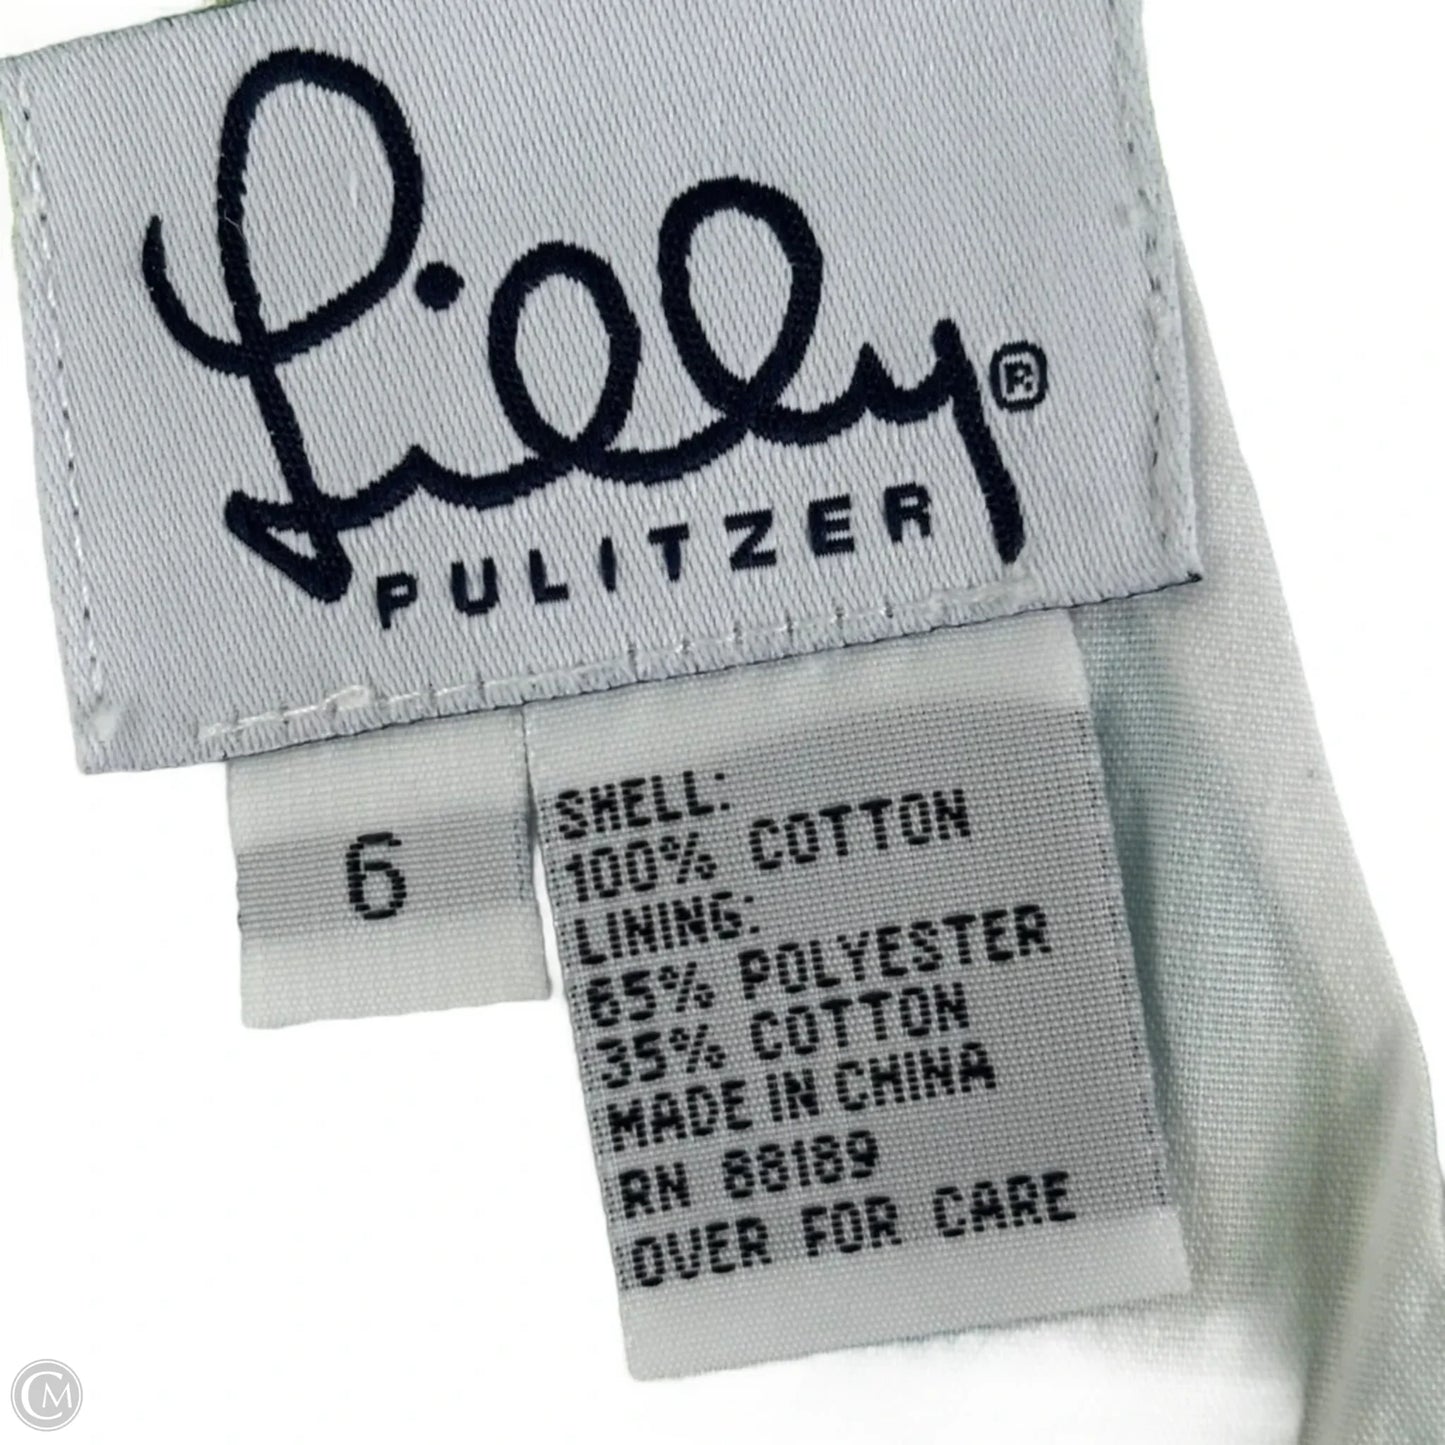 Lilly®
PULITZER
6
SHELL:
100% COTTON
LINING:
65% POLYESTER
35% COTTON
MADE IN CHINA
RN 88189
OVER FOR CARE
CM